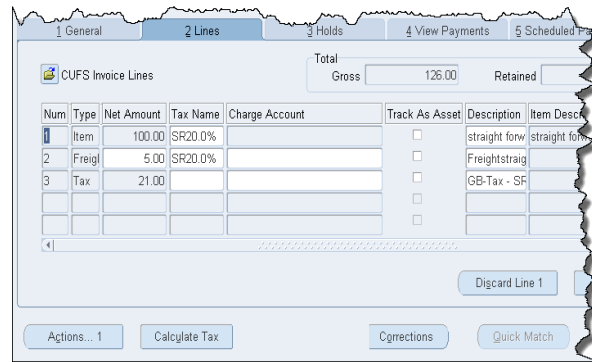 1 General 2 Lines 3 Holds 4 View Payments 5 Scheduled
Total
CUFS Invoice Lines Gross 126.00 Retained
Num Type Net Amount Tax Name Charge Account Track As Asset Description Item Descr
1 Item 100.00 SR20.0% straight forw straight forw
2 Freigl 5.00 SR20.0% Freightstraig
3 Tax 21.00 GB-Tax - SR
Discard Line 1
Actions... 1 Calculate Tax Corrections Quick Match